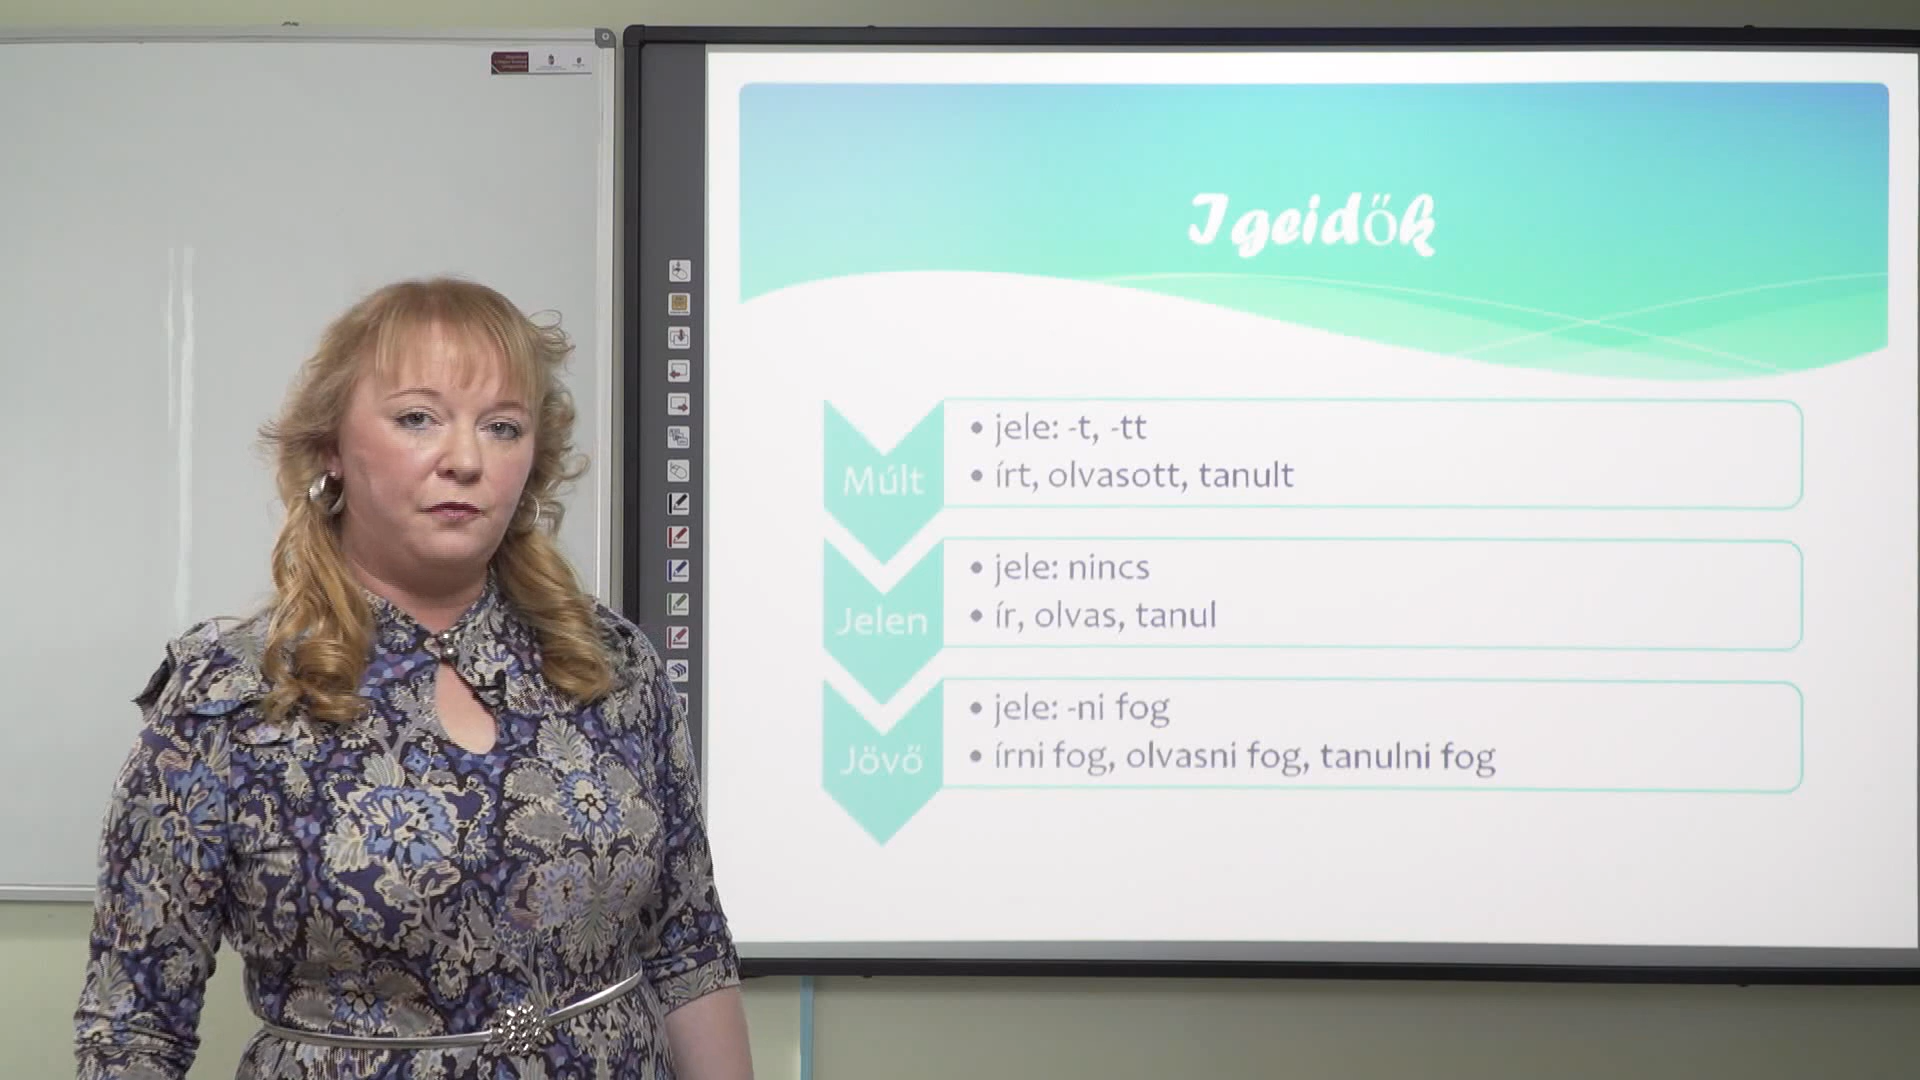 Igeidők
Múlt
• jele: -t, -tt
• írt, olvasott, tanult
Jelen
• jele: nincs
• ír, olvas, tanul
Jövő
• jele: -ni fog
• írni fog, olvasni fog, tanulni fog